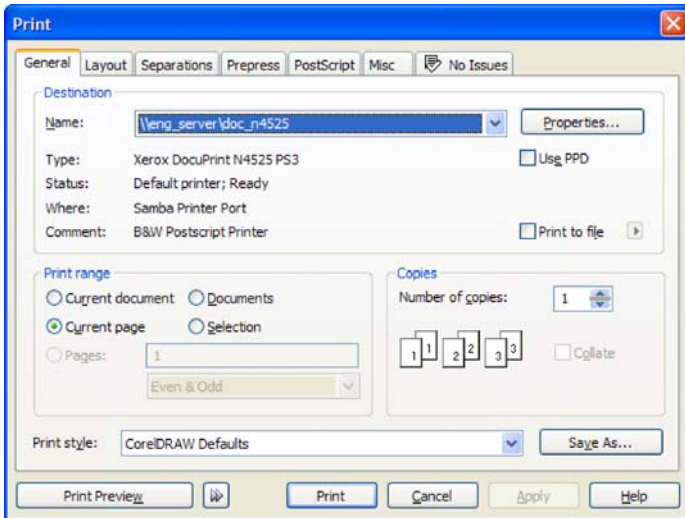 Print
General Layout Separations Prepress PostScript Misc No Issues
Destination
Name: \\eng_server\doc_n4525 Properties...
Type: Xerox DocuPrint N4525 PS3 Use PPD
Status: Default printer; Ready
Where: Samba Printer Port
Comment: B&W Postscript Printer Print to file
Print range Copies
Current document Documents Number of copies: 1
Current page Selection
1 1 2 2 3 3 Collate
Pages: 1
Even & Odd
Print style: CorelDRAW Defaults Save As...
Print Preview Print Cancel Apply Help